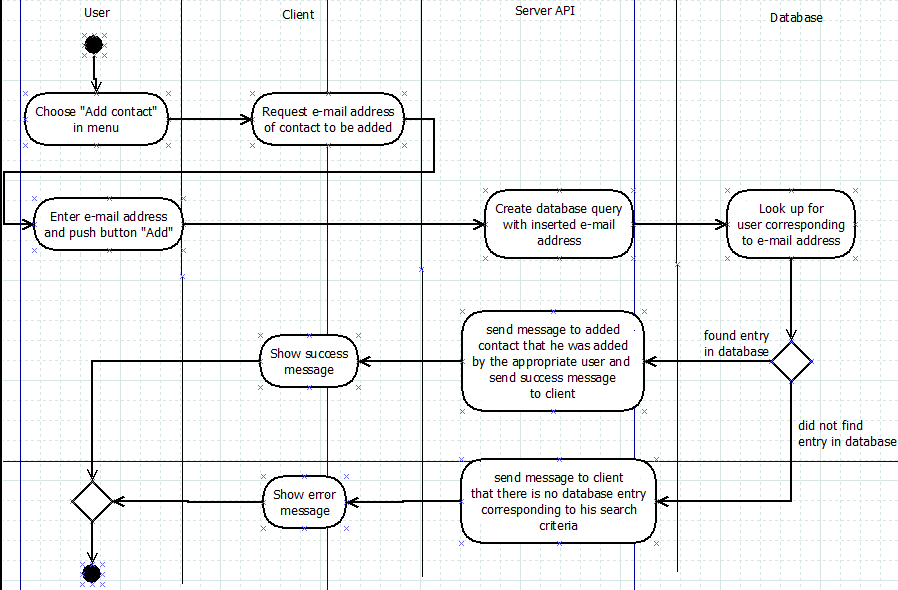 User
Client
Server API
Database
Choose "Add contact"
in menu
Request e-mail address
of contact to be added
Enter e-mail address
and push button "Add"
Create database query
with inserted e-mail
address
Look up for
user corresponding
to e-mail address
found entry
in database
send message to added
contact that he was added
by the appropriate user and
send success message
to client
Show success
message
did not find
entry in database
send message to client
that there is no database entry
corresponding to his search
criteria
Show error
message